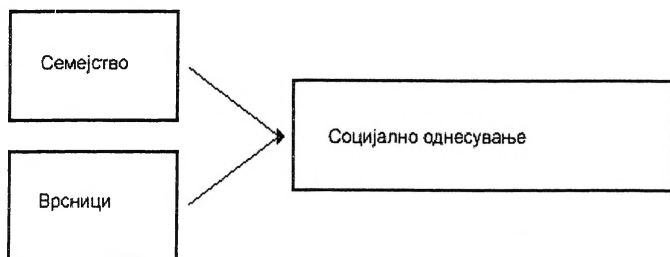 Семејство
Социјално однесување
Врсници